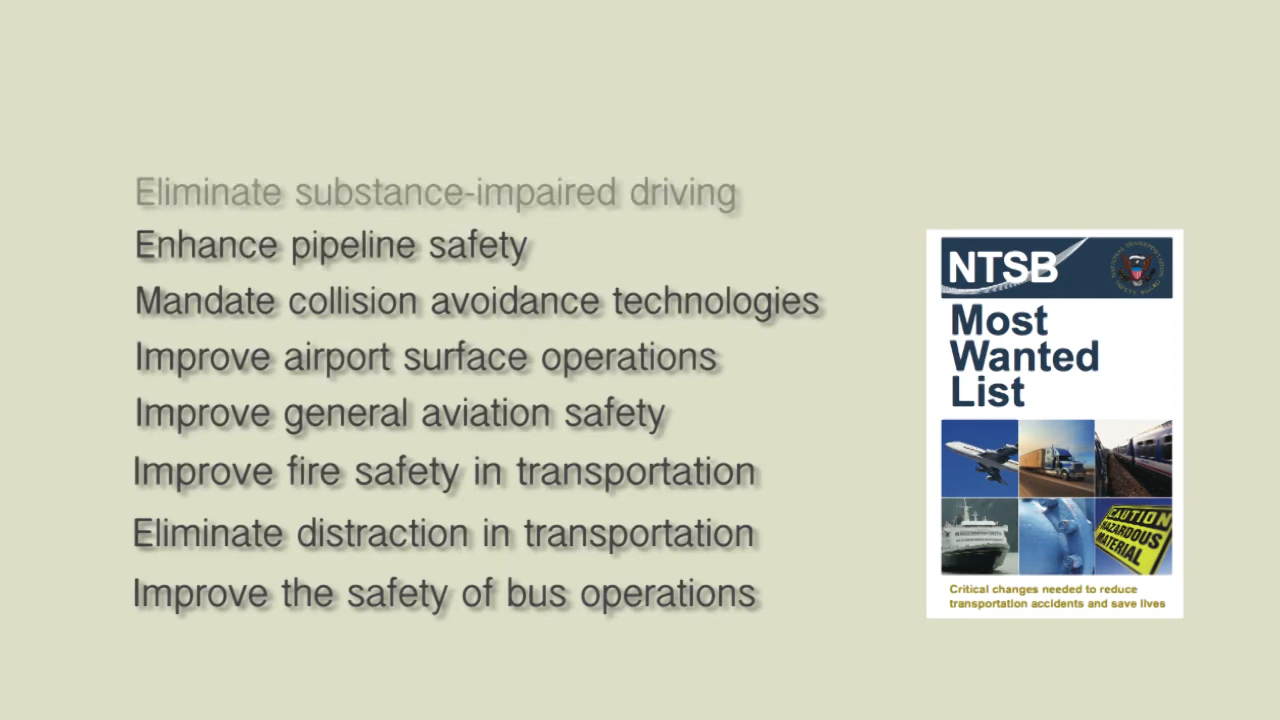 Eliminate substance-impaired driving
Enhance pipeline safety
Mandate collision avoidance technologies
Improve airport surface operations
Improve general aviation safety
Improve fire safety in transportation
Eliminate distraction in transportation
Improve the safety of bus operations
NTSB
Most
Wanted
List
CAUTION
HAZARDOUS
MATERIAL
Critical changes needed to reduce
transportation accidents and save lives